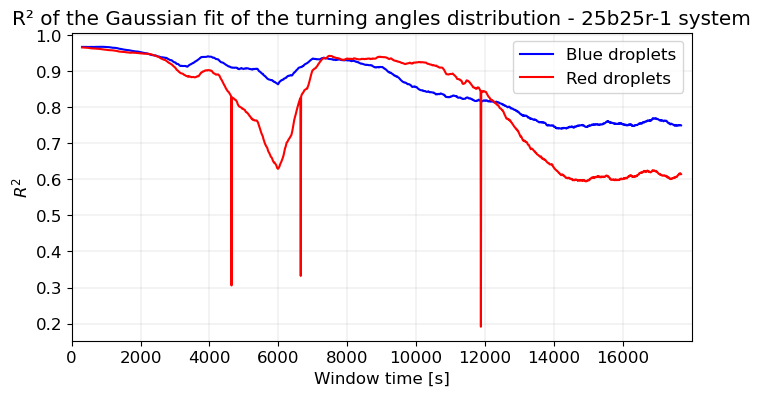 R² of the Gaussian fit of the turning angles distribution - 25b25r-1 system
Blue droplets
Red droplets
1.0
0.9
0.8
0.7
0.6
0.5
0.4
0.3
0.2
R²
0 2000 4000 6000 8000 10000 12000 14000 16000
Window time [s]